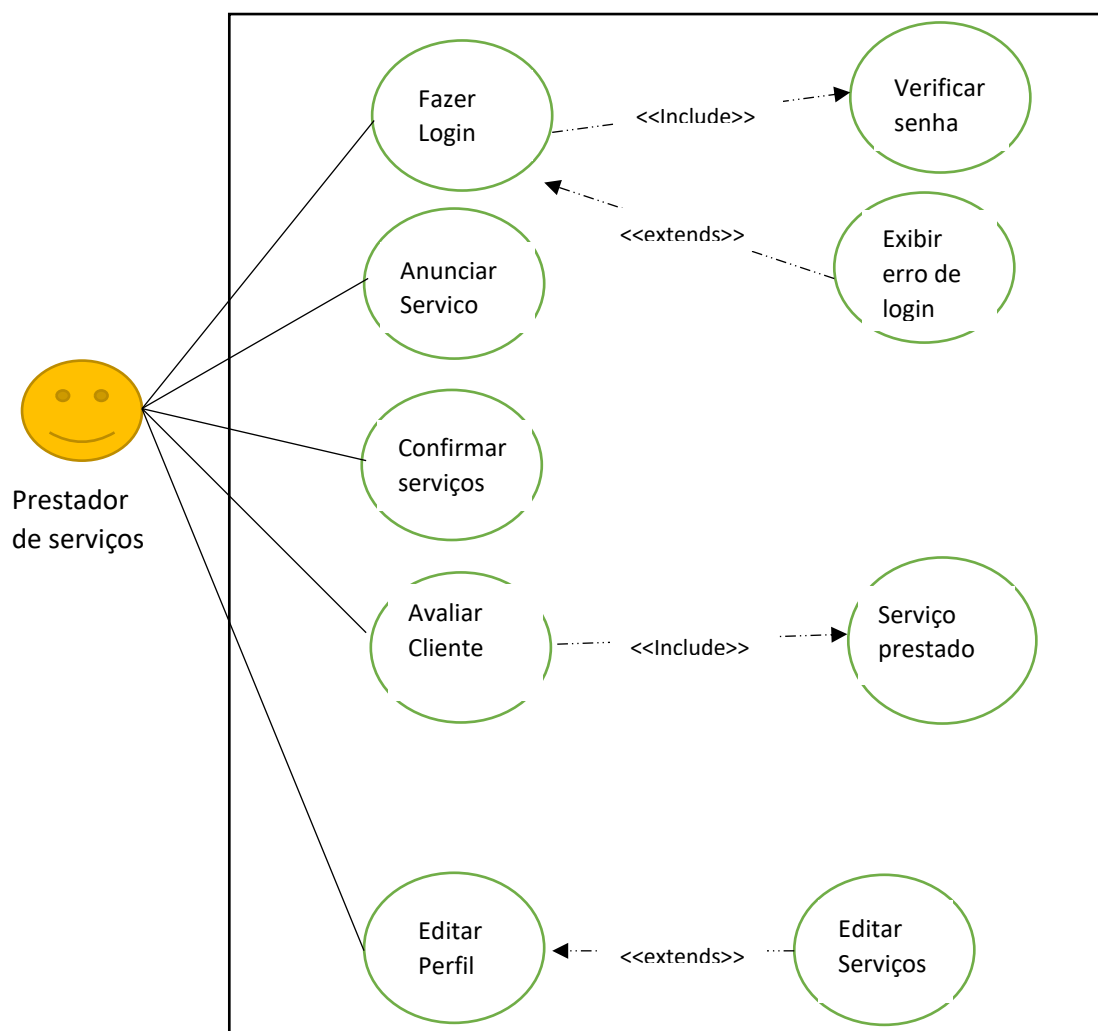 Fazer
Login
<<Include>>
Verificar
senha
<<extends>>
Exibir
erro de
login
Anunciar
Servico
Confirmar
serviços
Prestador
de serviços
Avaliar
Cliente
<<Include>>
Serviço
prestado
Editar
Perfil
<<extends>>
Editar
Serviços